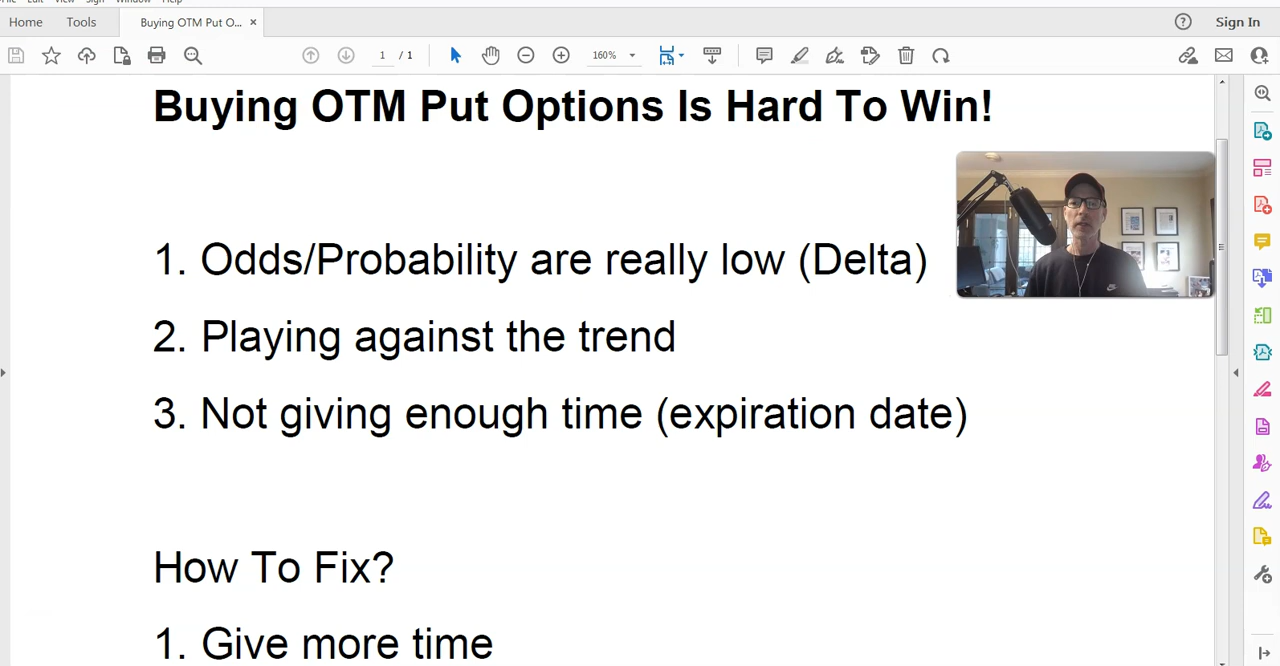 Home Tools Buying OTM Put O... × Sign In
1 / 1 160%
Buying OTM Put Options Is Hard To Win!
1. Odds/Probability are really low (Delta)
2. Playing against the trend
3. Not giving enough time (expiration date)
How To Fix?
1. Give more time